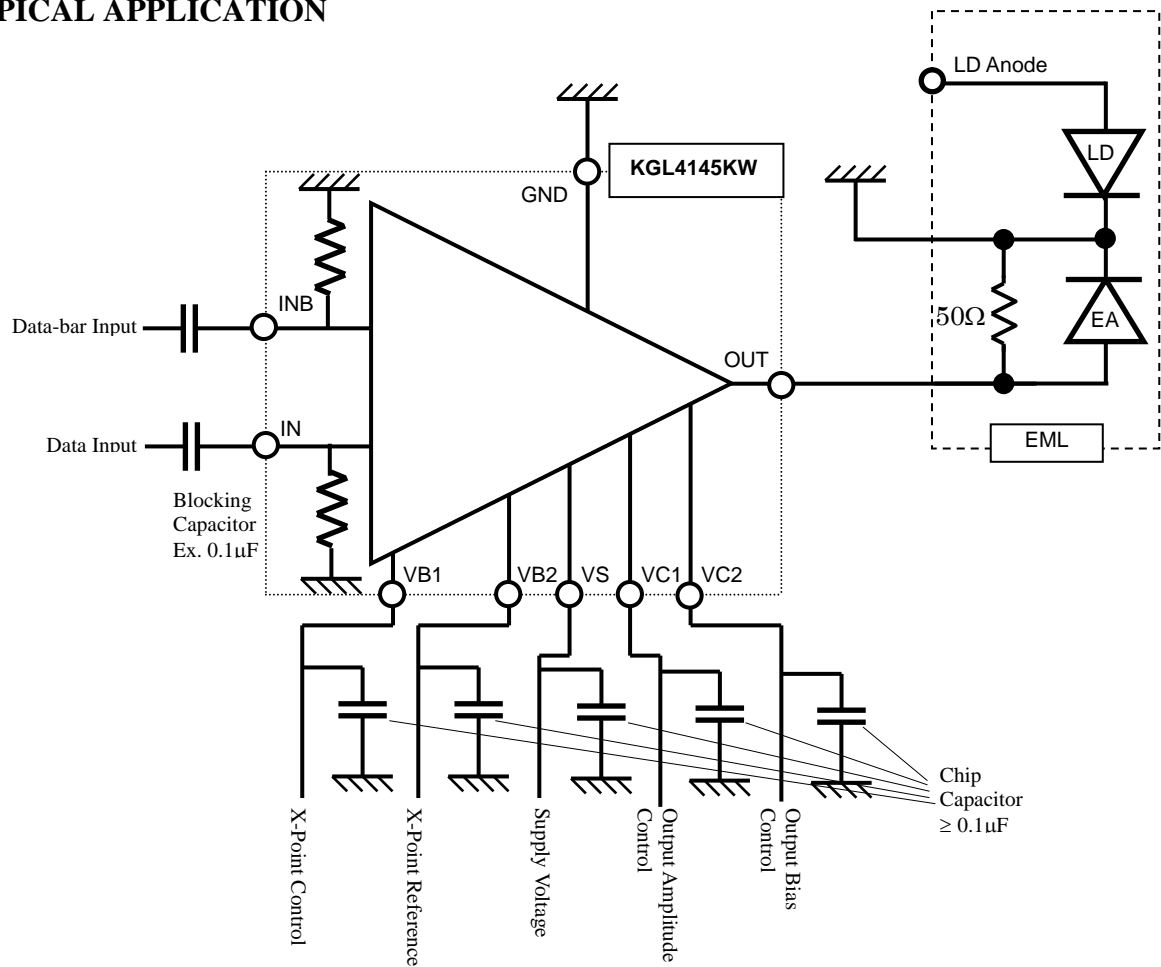 PICAL APPLICATION
LD Anode
LD
KGL4145KW
GND
INB
Data-bar Input
50Ω
EA
OUT
IN
Data Input
EML
Blocking
Capacitor
Ex. 0.1μF
VB1
VB2
VS
VC1
VC2
Chip
Capacitor
≥ 0.1μF
X-Point Control
X-Point Reference
Supply Voltage
Output Amplitude
Control
Output Bias
Control